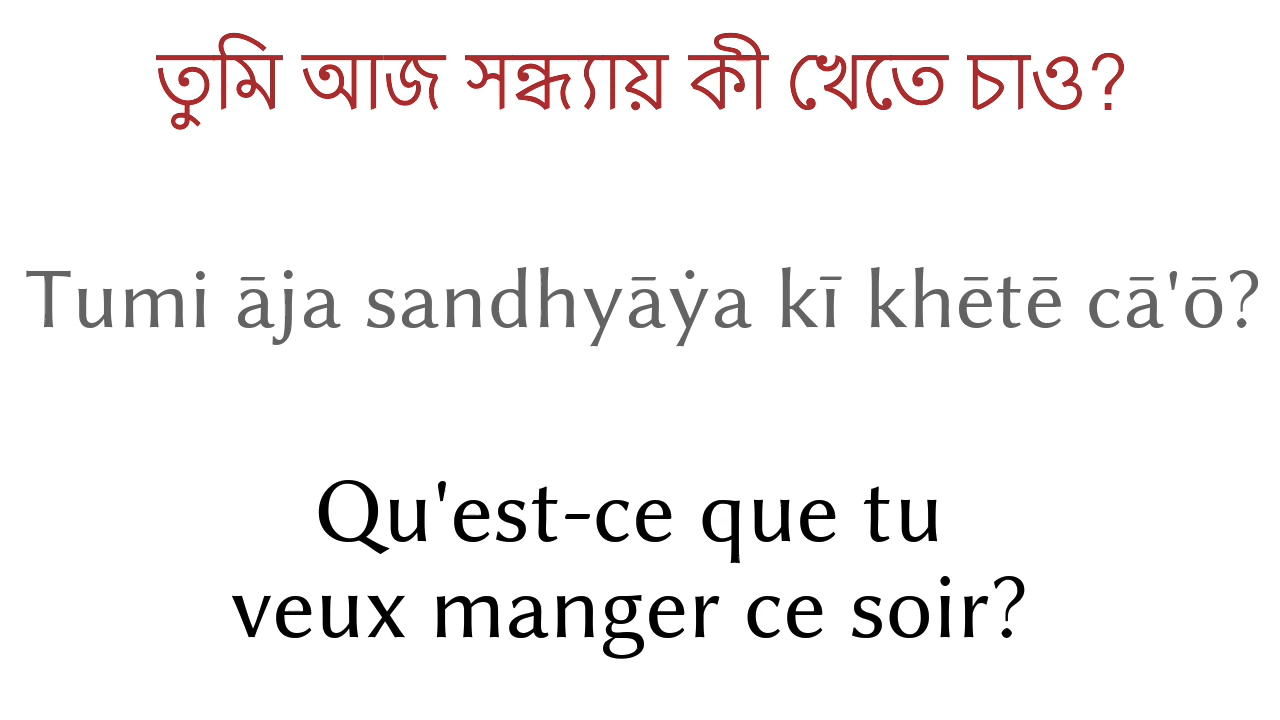 তুমি আজ সন্ধ্যায় কী খেতে চাও?
Tumi āja sandhyāẏa kī khētē cā'ō?
Qu'est-ce que tu
veux manger ce soir?